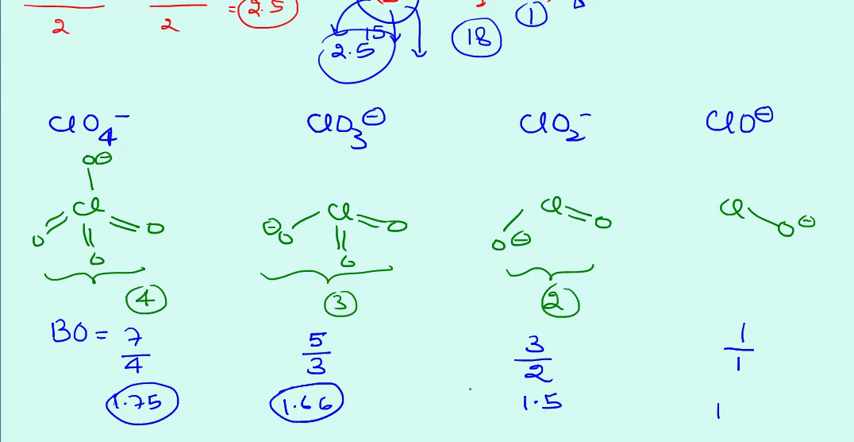 2 2 = 2.5
2.5 15 18 1
ClO4⁻ ClO3⊖ ClO2⁻ ClO⊖
O⊖
Cl Cl Cl Cl
O O ⊖O O O⊖ O O⊖
O O
4 3 2
BO = 7/4 5/3 3/2 1/1
1.75 1.66 1.5 1